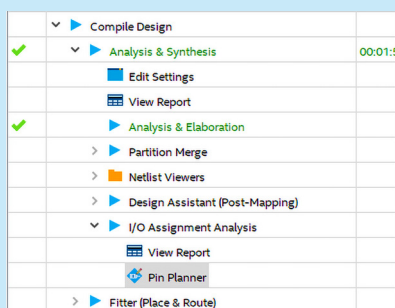 Compile Design
Analysis & Synthesis 00:01:5
Edit Settings
View Report
Analysis & Elaboration
Partition Merge
Netlist Viewers
Design Assistant (Post-Mapping)
I/O Assignment Analysis
View Report
Pin Planner
Fitter (Place & Route)